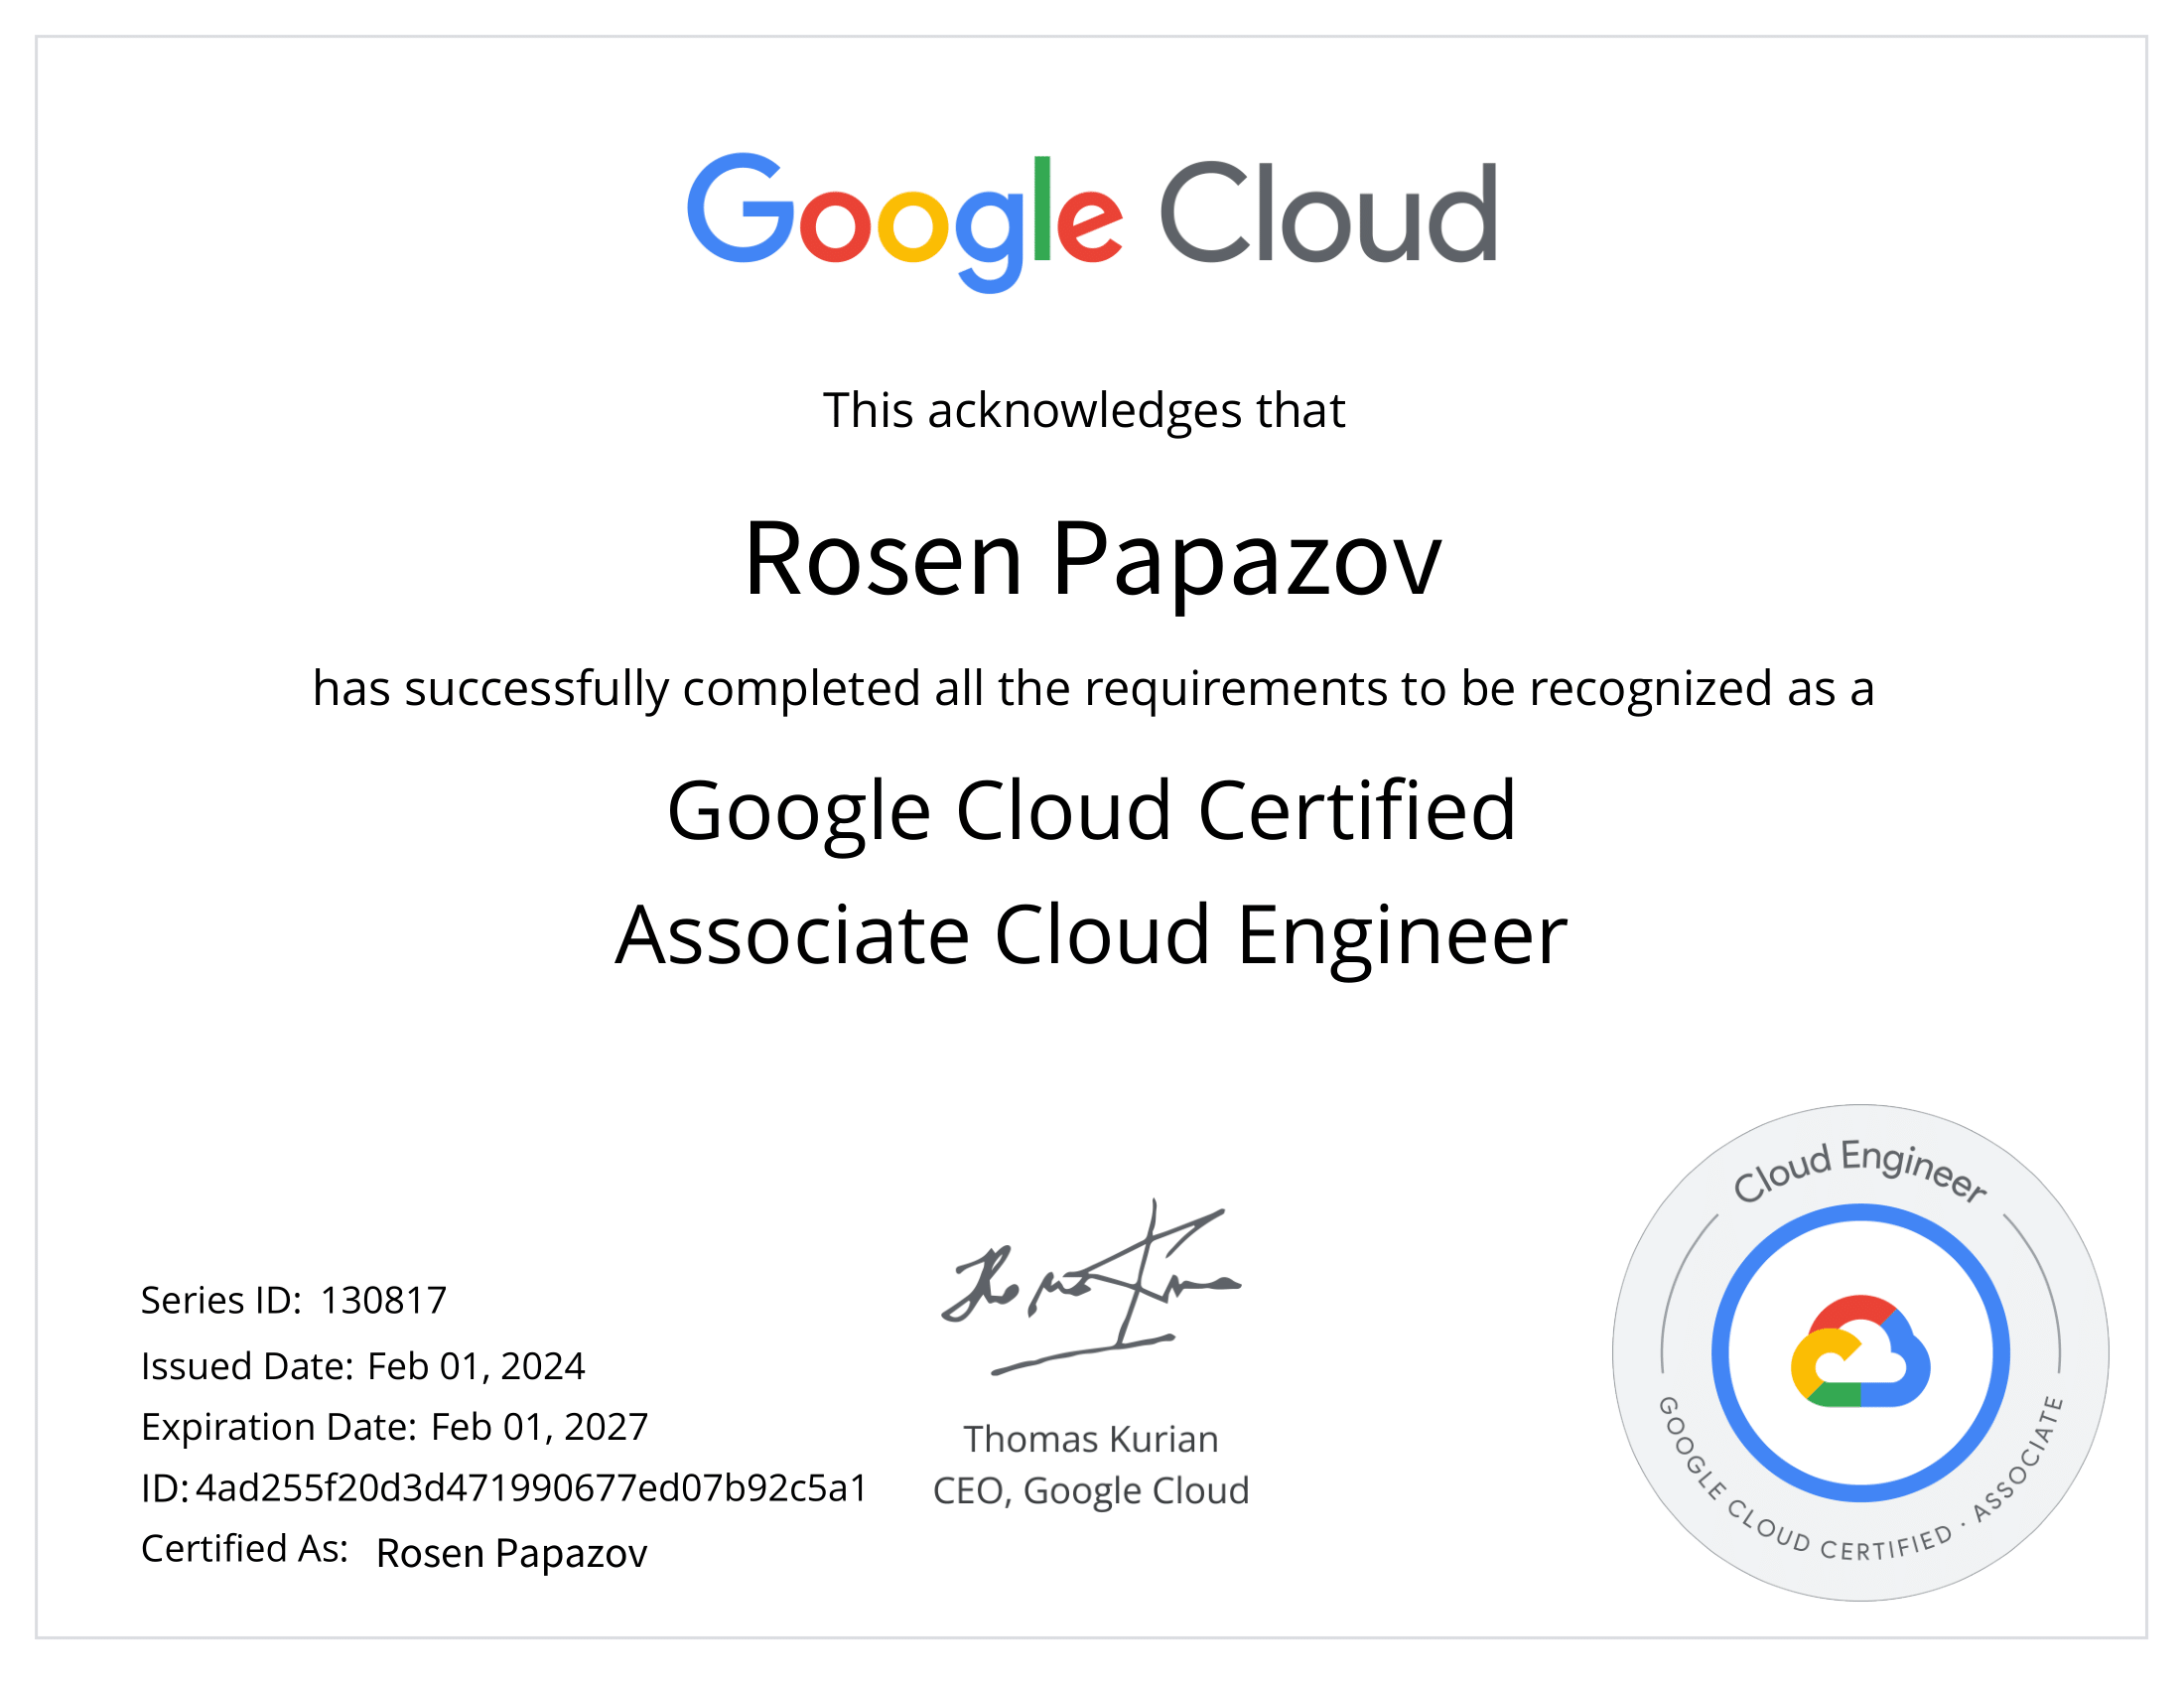 Google Cloud
This acknowledges that
Rosen Papazov
has successfully completed all the requirements to be recognized as a
Google Cloud Certified
Associate Cloud Engineer
Series ID: 130817
Issued Date: Feb 01, 2024
Expiration Date: Feb 01, 2027
ID: 4ad255f20d3d471990677ed07b92c5a1
Certified As: Rosen Papazov
Thomas Kurian
CEO, Google Cloud
Cloud Engineer
GOOGLE CLOUD CERTIFIED · ASSOCIATE